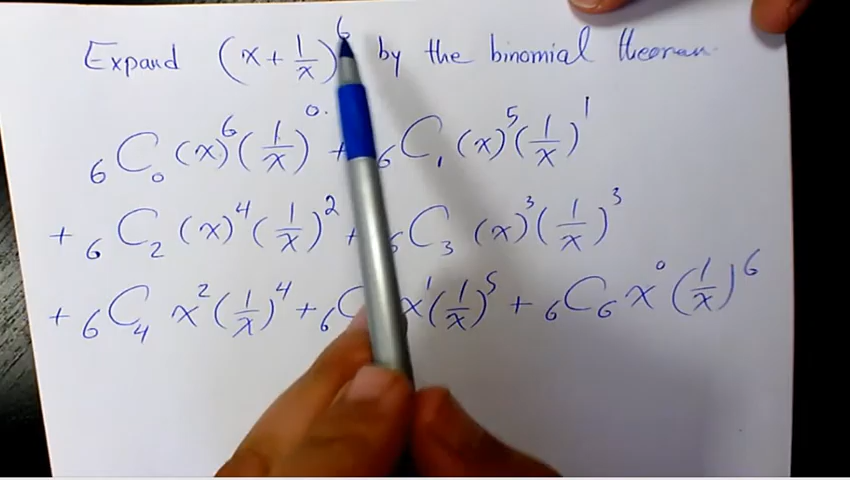 Expand (x + 1/x)^6 by the binomial theorem.
₆C₀ (x)^6 (1/x)^0 + ₆C₁ (x)^5 (1/x)^1
+ ₆C₂ (x)^4 (1/x)^2 + ₆C₃ (x)^3 (1/x)^3
+ ₆C₄ x^2 (1/x)^4 + ₆C x^1 (1/x)^5 + ₆C₆ x^0 (1/x)^6